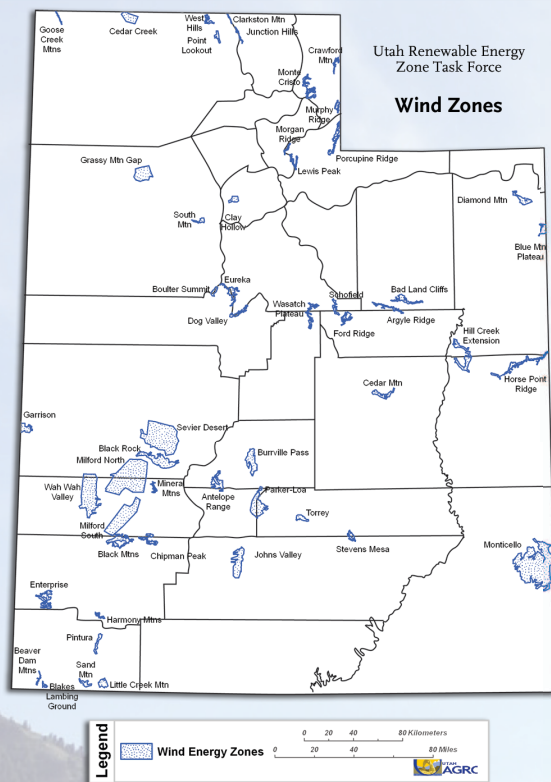 Utah Renewable Energy
Zone Task Force
Wind Zones
Goose
Creek
Mtns
Cedar Creek
West
Hills
Point
Lookout
Clarkston Mtn
Junction Hills
Crawford
Mtn
Monte
Cristo
Murphy
Ridge
Morgan
Ridge
Porcupine Ridge
Lewis Peak
Grassy Mtn Gap
South
Mtn
Clay
Hollow
Diamond Mtn
Blue Mtn
Plateau
Boulter Summit
Eureka
Dog Valley
Wasatch
Plateau
Schofield
Ford Ridge
Bad Land Cliffs
Argyle Ridge
Hill Creek
Extension
Horse Pont
Ridge
Cedar Mtn
Garrison
Sevier Desert
Black Rock
Milford North
Wah Wah
Valley
Mineral
Mtns
Milford
South
Black Mtns
Chipman Peak
Burrville Pass
Antelope
Range
Parker-Loa
Torrey
Johns Valley
Stevens Mesa
Monticello
Enterprise
Harmony Mtns
Pintura
Beaver
Dam
Mtns
Sand
Mtn
Little Creek Mtn
Blakes
Lambing
Ground
Legend
Wind Energy Zones
0 20 40 80 Kilometers
0 20 40 80 Miles
UTAH
AGRC